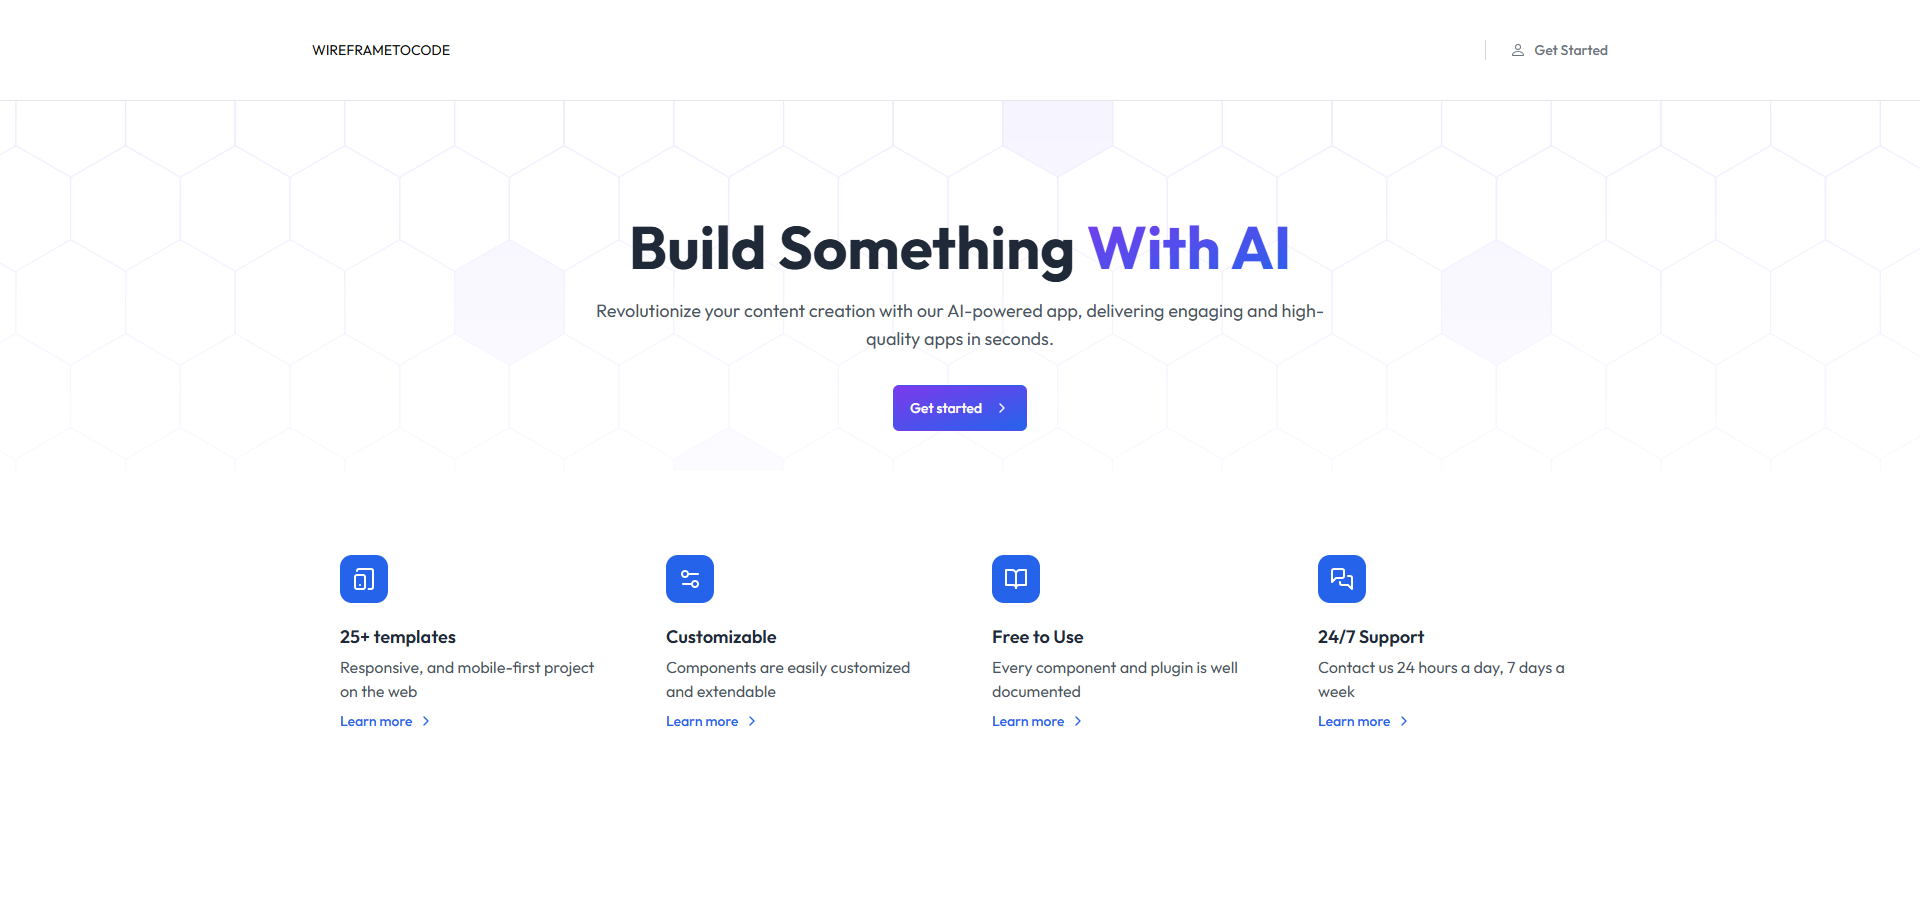 WIREFRAMETOCODE
Get Started
Build Something With AI
Revolutionize your content creation with our AI-powered app, delivering engaging and high-
quality apps in seconds.
Get started
25+ templates
Responsive, and mobile-first project
on the web
Learn more
Customizable
Components are easily customized
and extendable
Learn more
Free to Use
Every component and plugin is well
documented
Learn more
24/7 Support
Contact us 24 hours a day, 7 days a
week
Learn more